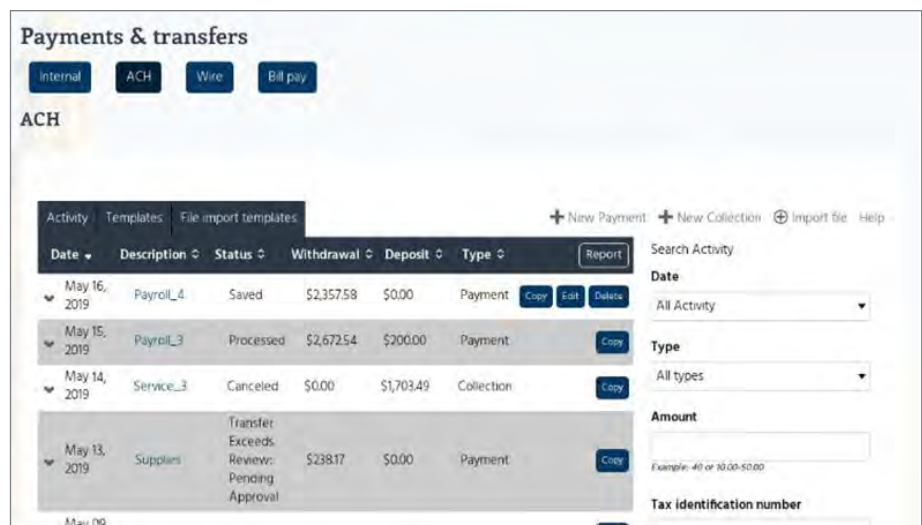 Payments & transfers
Internal ACH Wire Bill pay
ACH
Activity Templates File import templates
New Payment New Collection Import file Help
Date Description Status Withdrawal Deposit Type Report
May 16,
2019
Payroll_4 Saved $2,357.58 $0.00 Payment Copy Edit Delete
May 15,
2019
Payroll_3 Processed $2,672.54 $200.00 Payment Copy
May 14,
2019
Service_3 Canceled $0.00 $1,703.49 Collection Copy
May 13,
2019
Suppliers
Transfer
Exceeds
Review:
Pending
Approval
$238.17 $0.00 Payment Copy
May 09,
Search Activity
Date
All Activity
Type
All types
Amount
Example: 40 or 10.00-50.00
Tax identification number